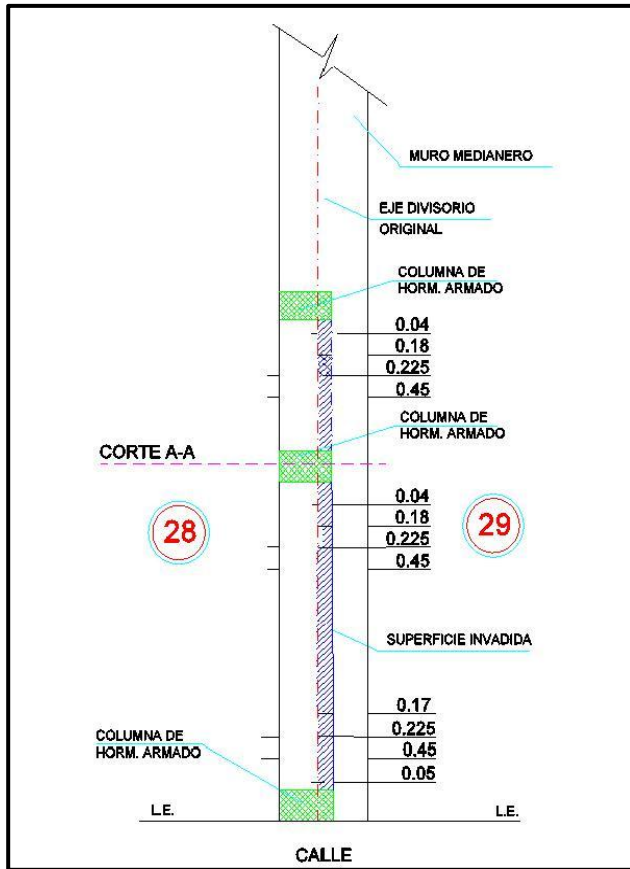 MURO MEDIANERO
EJE DIVISORIO
ORIGINAL
COLUMNA DE
HORM. ARMADO
0.04
0.18
0.225
0.45
COLUMNA DE
HORM. ARMADO
CORTE A-A
0.04
0.18
0.225
0.45
28
29
SUPERFICIE INVADIDA
0.17
0.225
0.45
0.05
COLUMNA DE
HORM. ARMADO
L.E.
L.E.
CALLE